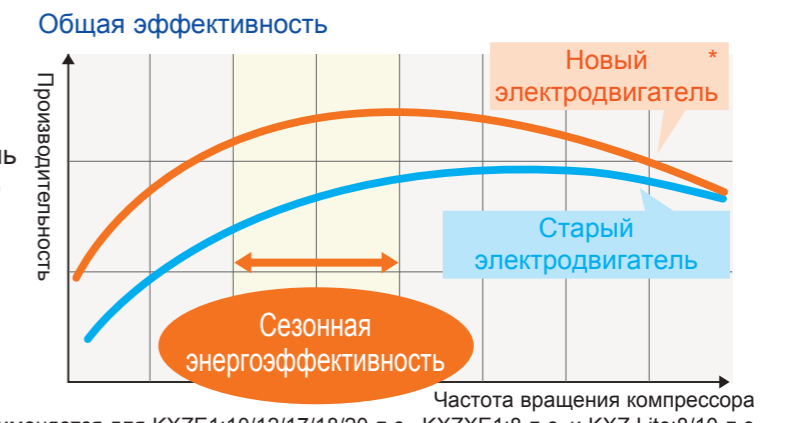 Общая эффективность
Производительность
Новый *
электродвигатель
Старый
электродвигатель
Сезонная
энергоэффективность
Частота вращения компрессора